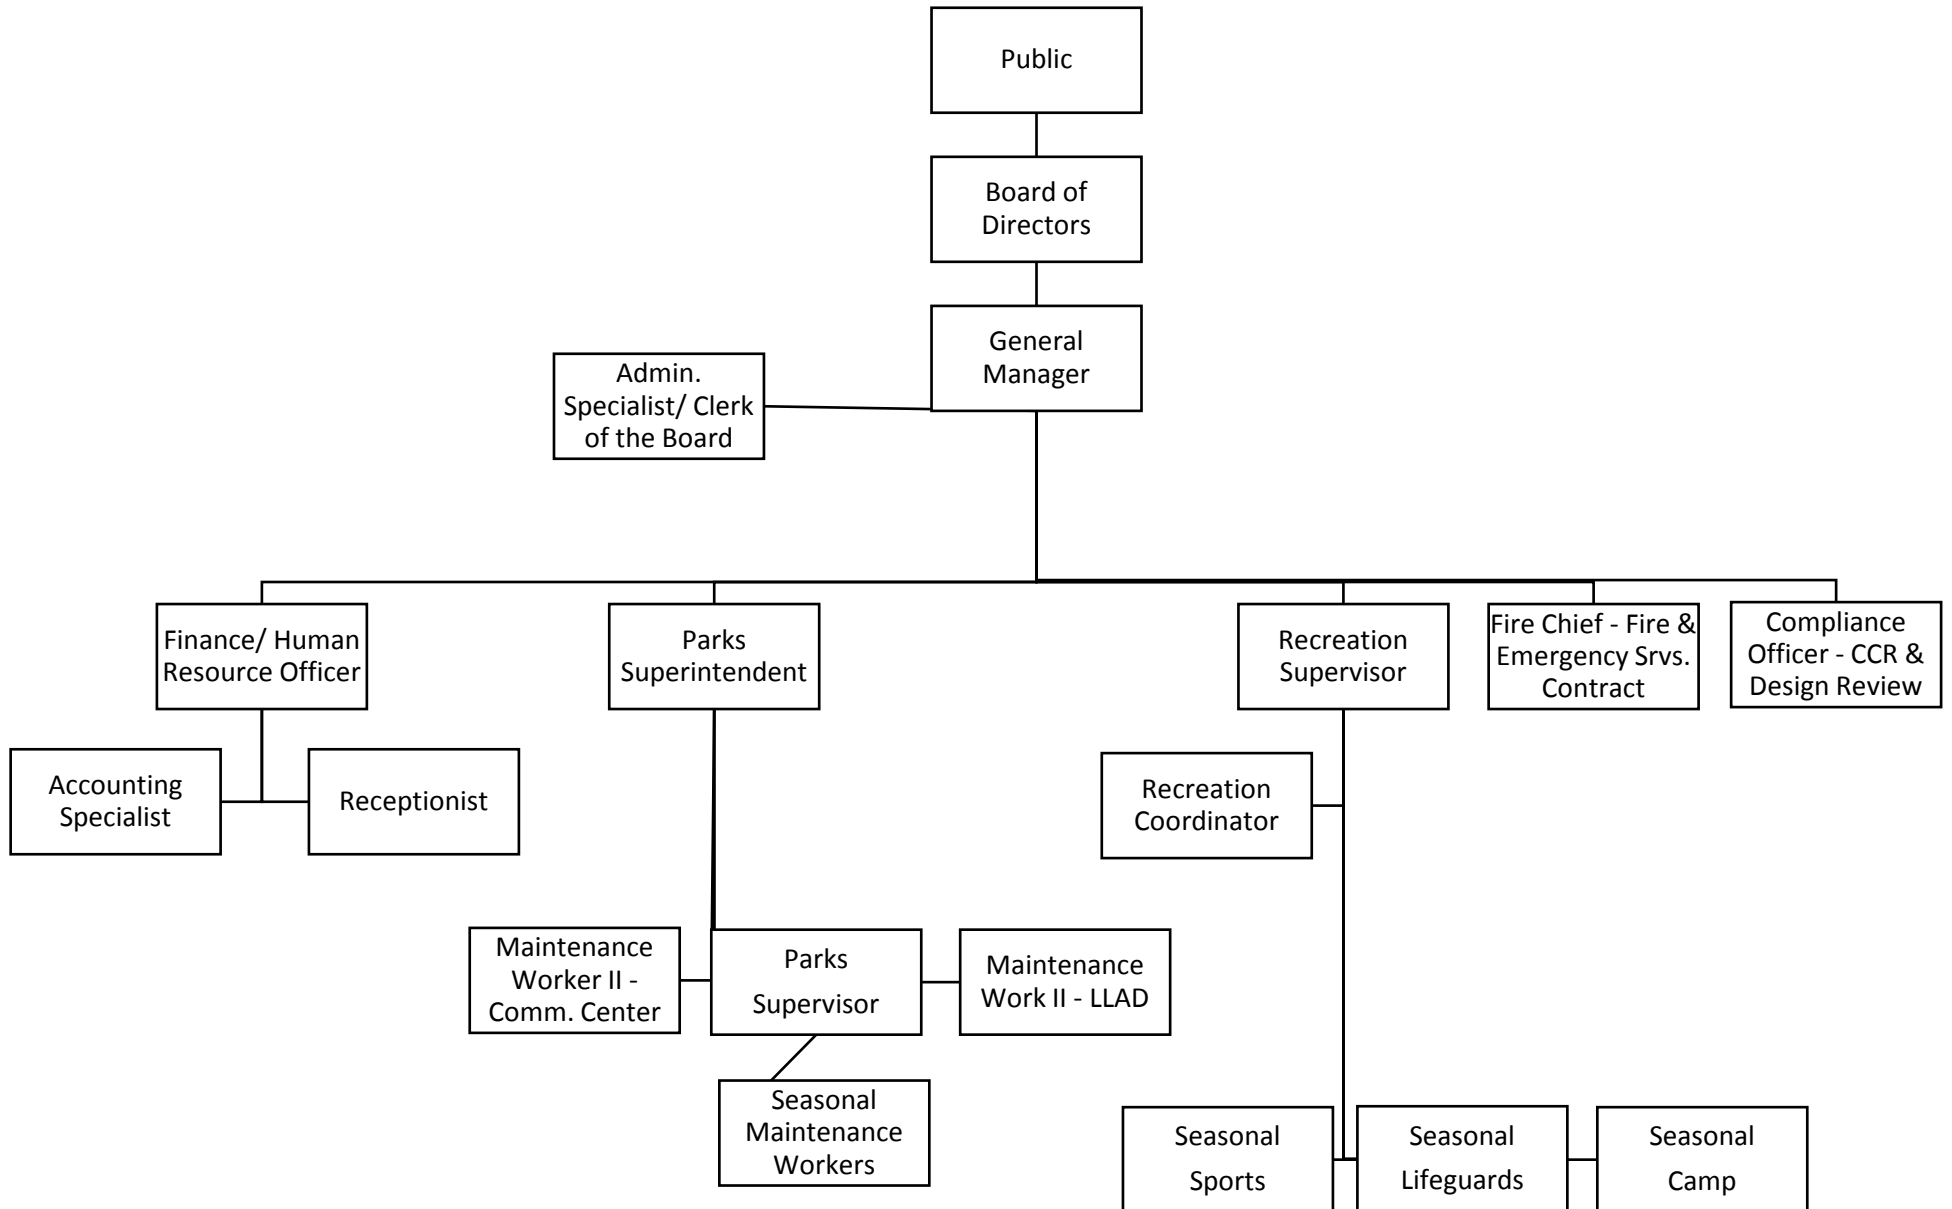 Public
Board of
Directors
General
Manager
Admin.
Specialist/ Clerk
of the Board
Finance/ Human
Resource Officer
Parks
Superintendent
Recreation
Supervisor
Fire Chief - Fire &
Emergency Srvs.
Contract
Compliance
Officer - CCR &
Design Review
Accounting
Specialist
Receptionist
Recreation
Coordinator
Maintenance
Worker II -
Comm. Center
Parks
Supervisor
Maintenance
Work II - LLAD
Seasonal
Maintenance
Workers
Seasonal
Sports
Seasonal
Lifeguards
Seasonal
Camp